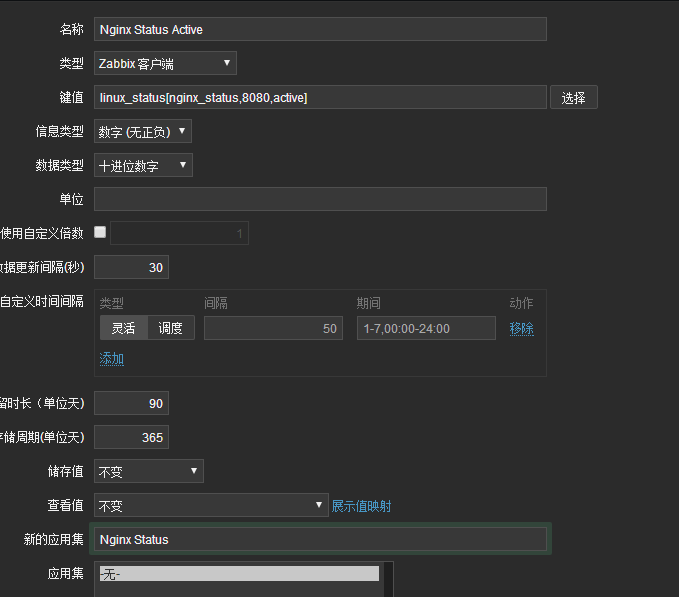 名称 Nginx Status Active
类型 Zabbix 客户端
键值 linux_status[nginx_status,8080,active] 选择
信息类型 数字 (无正负)
数据类型 十进位数字
单位
使用自定义倍数 1
据更新间隔(秒) 30
自定义时间间隔 类型 间隔 期间 动作
灵活 调度 50 1-7,00:00-24:00 移除
添加
留时长（单位天） 90
储周期(单位天) 365
储存值 不变
查看值 不变 展示值映射
新的应用集 Nginx Status
应用集 -无-